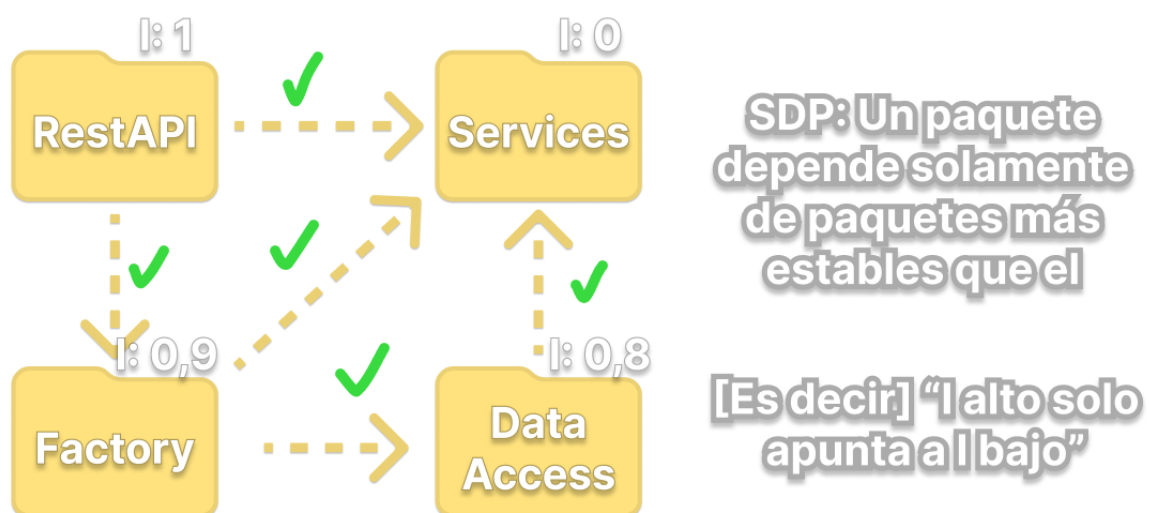 I: 1
RestAPI
I: 0
Services
SDP: Un paquete
depende solamente
de paquetes más
estables que el
I: 0,9
Factory
I: 0,8
Data
Access
[Es decir] “I alto solo
apunta a I bajo”